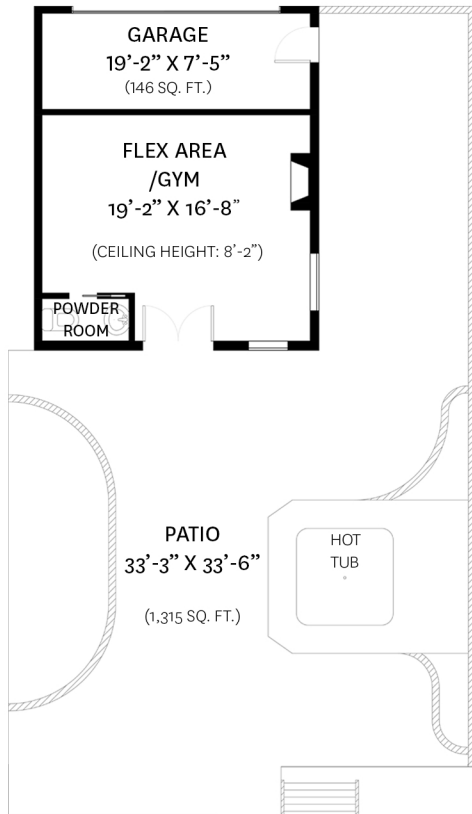 GARAGE
19'-2" X 7'-5"
(146 SQ. FT.)
FLEX AREA
/GYM
19'-2" X 16'-8"
(CEILING HEIGHT: 8'-2")
POWDER
ROOM
PATIO
33'-3" X 33'-6"
(1,315 SQ. FT.)
HOT
TUB